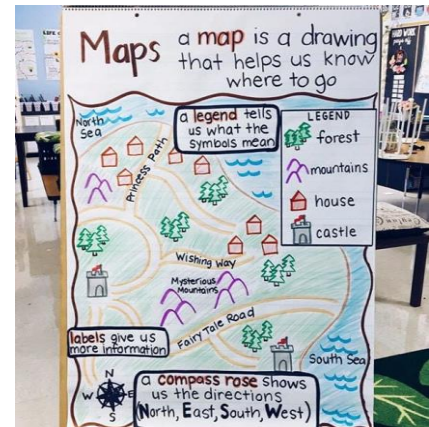 Maps
a map is a drawing
that helps us know
where to go
North
Sea
a legend tells
us what the
symbols mean
LEGEND
forest
mountains
house
castle
Princess Path
Wishing Way
Mysterious
Mountains
Fairy Tale Road
labels give us
more information
South Sea
N
W E
S
a compass rose shows
us the directions
(North, East, South, West)